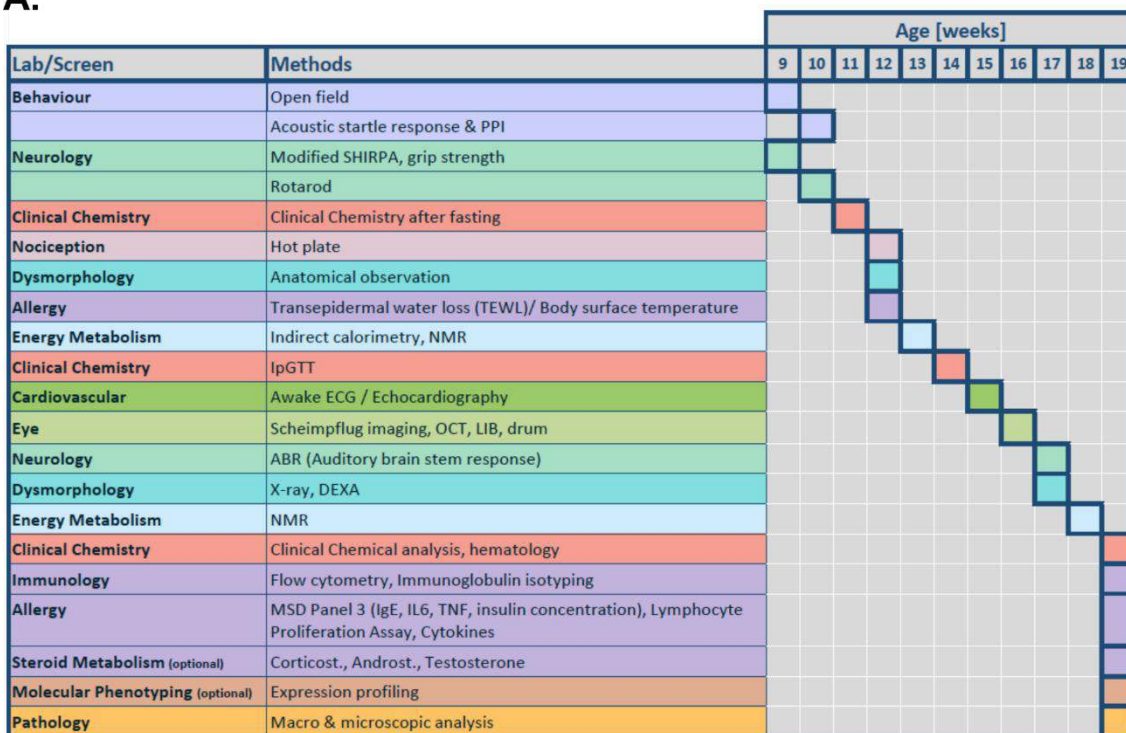 A.
Age [weeks]
Lab/Screen Methods 9 10 11 12 13 14 15 16 17 18 19
Behaviour Open field
Acoustic startle response & PPI
Neurology Modified SHIRPA, grip strength
Rotarod
Clinical Chemistry Clinical Chemistry after fasting
Nociception Hot plate
Dysmorphology Anatomical observation
Allergy Transepidermal water loss (TEWL)/ Body surface temperature
Energy Metabolism Indirect calorimetry, NMR
Clinical Chemistry IpGTT
Cardiovascular Awake ECG / Echocardiography
Eye Scheimpflug imaging, OCT, LIB, drum
Neurology ABR (Auditory brain stem response)
Dysmorphology X-ray, DEXA
Energy Metabolism NMR
Clinical Chemistry Clinical Chemical analysis, hematology
Immunology Flow cytometry, Immunoglobulin isotyping
Allergy MSD Panel 3 (IgE, IL6, TNF, insulin concentration), Lymphocyte
Proliferation Assay, Cytokines
Steroid Metabolism (optional) Corticost., Androst., Testosterone
Molecular Phenotyping (optional) Expression profiling
Pathology Macro & microscopic analysis